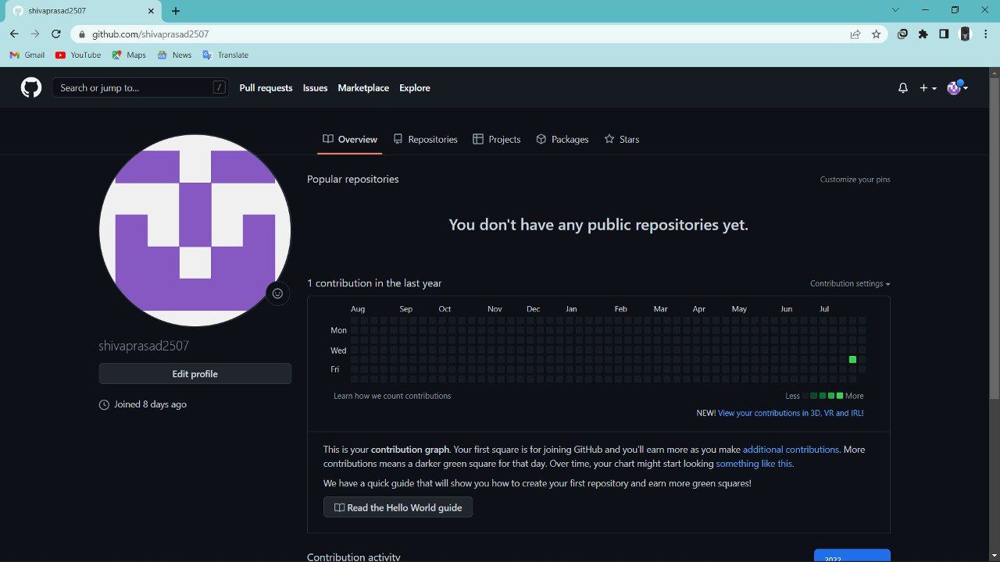 shivaprasad2507
github.com/shivaprasad2507
Gmail YouTube Maps News Translate
Search or jump to... / Pull requests Issues Marketplace Explore
Overview Repositories Projects Packages Stars
Popular repositories Customize your pins
You don't have any public repositories yet.
1 contribution in the last year Contribution settings
Aug Sep Oct Nov Dec Jan Feb Mar Apr May Jun Jul
Mon
Wed
Fri
Learn how we count contributions Less More
NEW! View your contributions in 3D, VR and IRL!
shivaprasad2507
Edit profile
Joined 8 days ago
This is your contribution graph. Your first square is for joining GitHub and you'll earn more as you make additional contributions. More
contributions means a darker green square for that day. Over time, your chart might start looking something like this.
We have a quick guide that will show you how to create your first repository and earn more green squares!
Read the Hello World guide
Contribution activity 2022